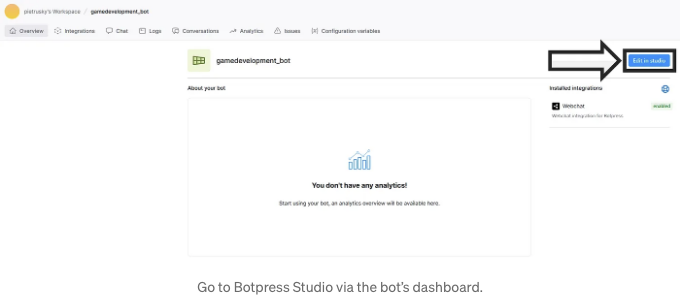 piotrusky's Workspace / gamedevelopment_bot
Overview Integrations Chat Logs Conversations Analytics Issues Configuration variables
gamedevelopment_bot Edit in studio
About your bot Installed integrations
Webchat enabled
Webchat integration for Botpress
You don't have any analytics!
Start using your bot, an analytics overview will be available here.
Go to Botpress Studio via the bot's dashboard.